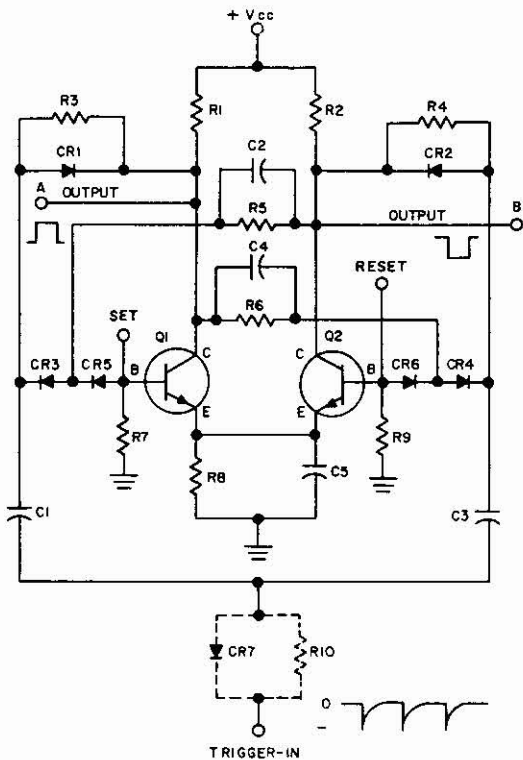 + Vcc
R1
R2
R3
R4
CR1
C2
CR2
A
OUTPUT
R5
OUTPUT
B
C4
RESET
SET
R6
Q1
Q2
C
C
CR3
CR5
B
B
CR6
CR4
E
E
R7
R8
C5
R9
C1
C3
CR7
R10
0
-
TRIGGER-IN